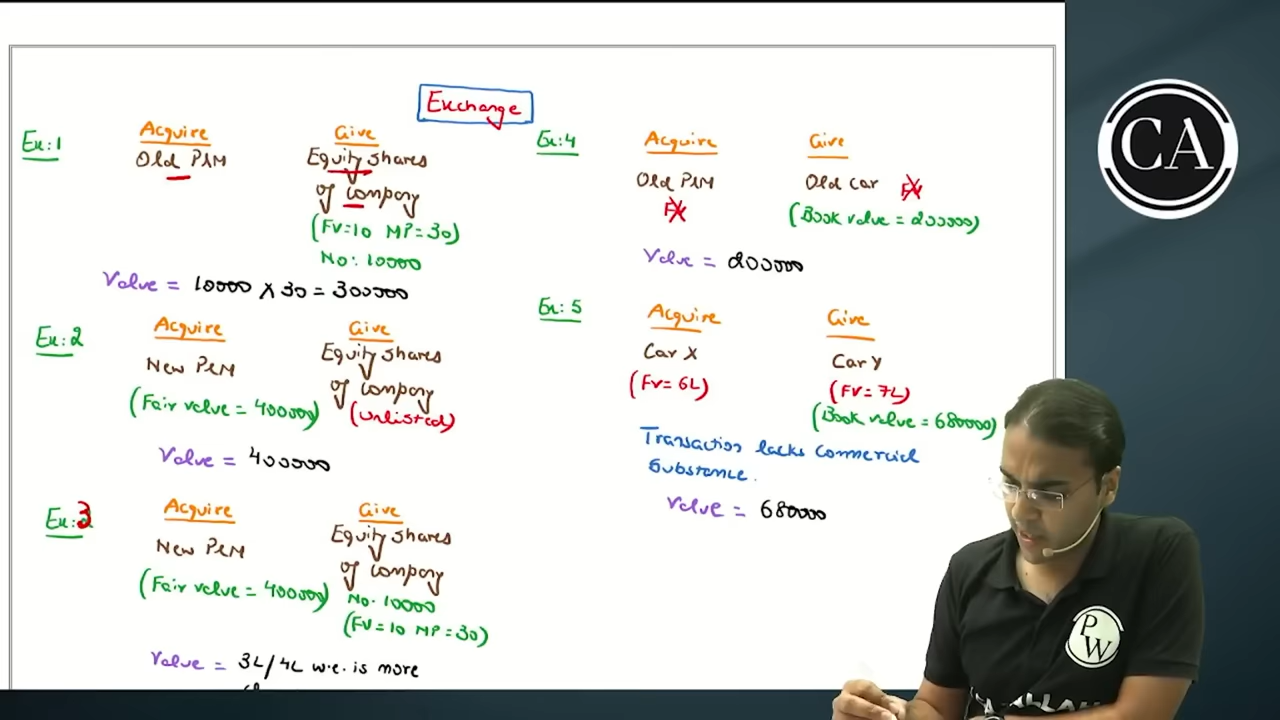 Exchange
Ex:1
Acquire
Old P&M
Give
Equity shares
of company
(FV=10 MP=30)
No: 10000
Value = 10000 x 30 = 300000
Ex:2
Acquire
New P&M
(Fair value = 400000)
Give
Equity shares
of company
(Unlisted)
Value = 400000
Ex:3
Acquire
New P&M
(Fair value = 400000)
Give
Equity shares
of company
No. 10000
(FV=10 MP=30)
Value = 3L/4L w.e. is more
Ex:4
Acquire
Old P&M
FV
Give
Old car FV
(Book value = 200000)
Value = 200000
Ex:5
Acquire
Car X
(FV= 6L)
Give
Car Y
(FV= 7L)
(Book value = 680000)
Transaction lacks commercial
Substance.
Value = 680000
CA
PW